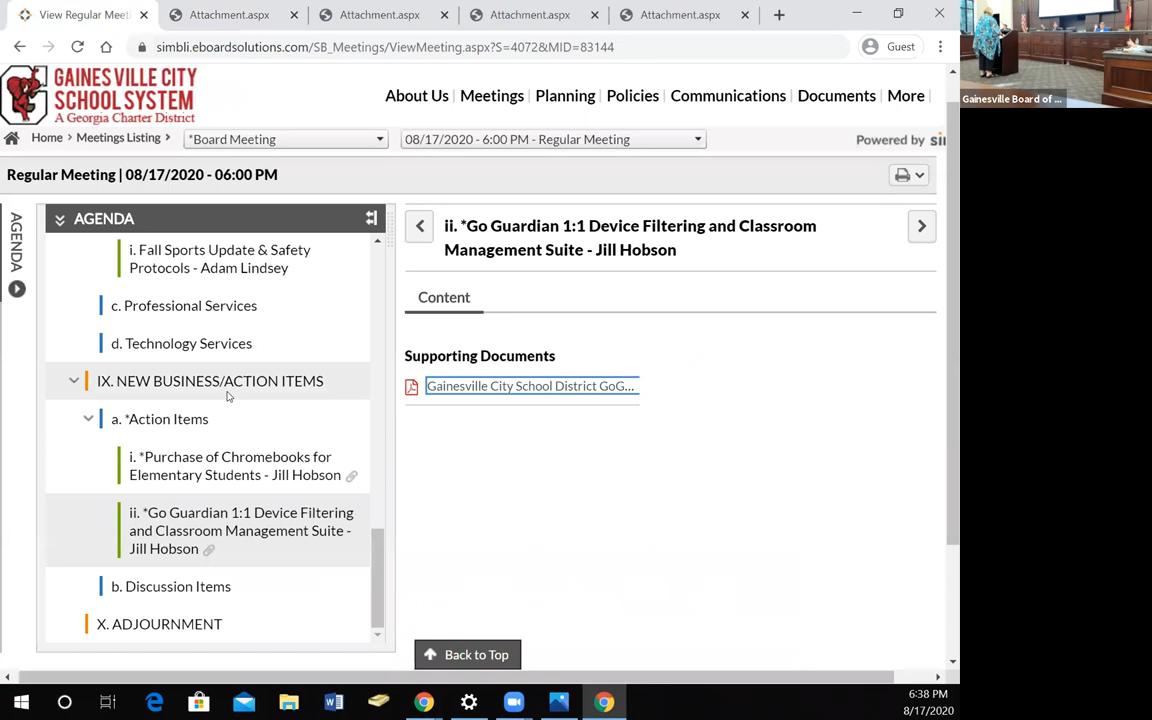 View Regular Meeti
Attachment.aspx
Attachment.aspx
Attachment.aspx
Attachment.aspx
simbli.eboardsolutions.com/SB_Meetings/ViewMeeting.aspx?S=4072&MID=83144
Guest
Gainesville Board of ...
GAINESVILLE CITY
SCHOOL SYSTEM
A Georgia Charter District
About Us
Meetings
Planning
Policies
Communications
Documents
More
Home
Meetings Listing
*Board Meeting
08/17/2020 - 6:00 PM - Regular Meeting
Powered by sim
Regular Meeting | 08/17/2020 - 06:00 PM
AGENDA
AGENDA
i. Fall Sports Update & Safety
Protocols - Adam Lindsey
c. Professional Services
d. Technology Services
IX. NEW BUSINESS/ACTION ITEMS
a. *Action Items
i. *Purchase of Chromebooks for
Elementary Students - Jill Hobson
ii. *Go Guardian 1:1 Device Filtering
and Classroom Management Suite -
Jill Hobson
b. Discussion Items
X. ADJOURNMENT
ii. *Go Guardian 1:1 Device Filtering and Classroom
Management Suite - Jill Hobson
Content
Supporting Documents
Gainesville City School District GoG...
Back to Top
6:38 PM
8/17/2020